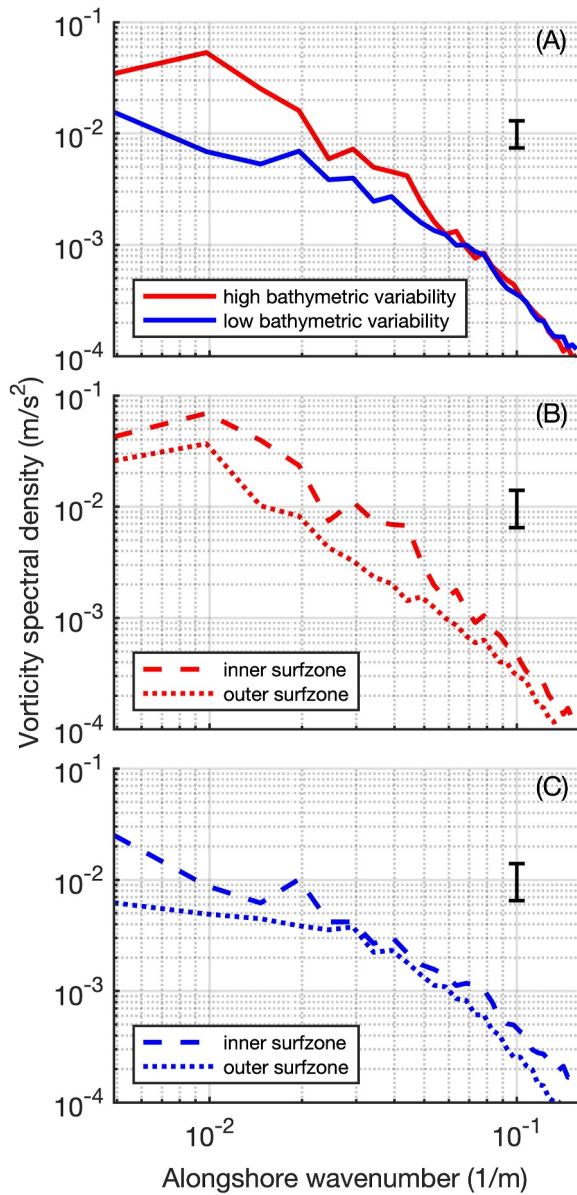 10⁻¹
(A)
10⁻²
10⁻³
high bathymetric variability
low bathymetric variability
10⁻⁴
10⁻¹
(B)
10⁻²
10⁻³
inner surfzone
outer surfzone
10⁻⁴
Vorticity spectral density (m/s²)
10⁻¹
(C)
10⁻²
10⁻³
inner surfzone
outer surfzone
10⁻⁴
10⁻² 10⁻¹
Alongshore wavenumber (1/m)